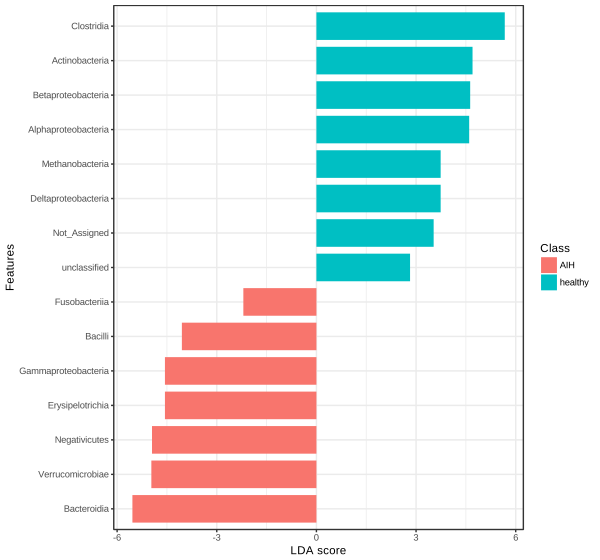 Clostridia
Actinobacteria
Betaproteobacteria
Alphaproteobacteria
Methanobacteria
Deltaproteobacteria
Not_Assigned
unclassified
Fusobacteriia
Bacilli
Gammaproteobacteria
Erysipelotrichia
Negativicutes
Verrucomicrobiae
Bacteroidia
Features
-6 -3 0 3 6
LDA score
Class
AIH
healthy